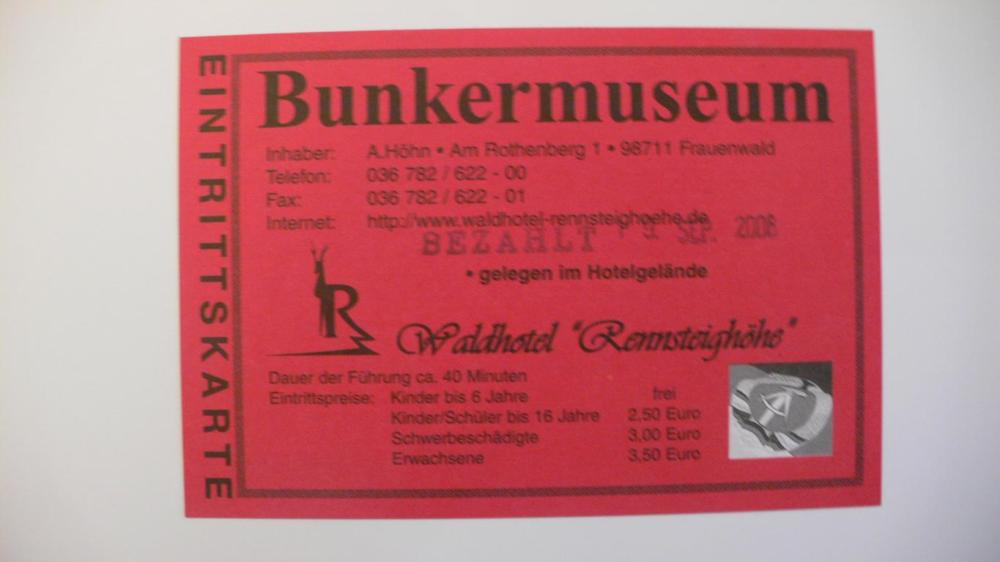 EINTRITTSKARTE
Bunkermuseum
Inhaber: A.Höhn • Am Rothenberg 1 • 98711 Frauenwald
Telefon: 036 782 / 622 - 00
Fax: 036 782 / 622 - 01
Internet: http://www.waldhotel-rennsteighoehe.de
BEZAHLT SEP. 2006
• gelegen im Hotelgelände
R
Waldhotel "Rennsteighöhe"
Dauer der Führung ca. 40 Minuten
Eintrittspreise: Kinder bis 6 Jahre frei
Kinder/Schüler bis 16 Jahre 2,50 Euro
Schwerbeschädigte 3,00 Euro
Erwachsene 3,50 Euro